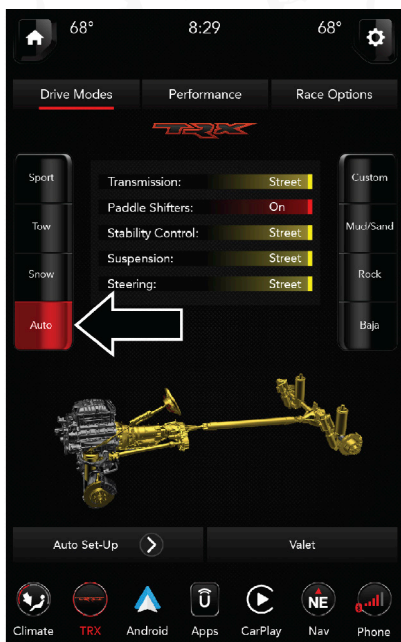 68° 8:29 68°
Drive Modes Performance Race Options
TRX
Sport
Tow
Snow
Auto
Transmission: Street
Paddle Shifters: On
Stability Control: Street
Suspension: Street
Steering: Street
Custom
Mud/Sand
Rock
Baja
Auto Set-Up Valet
NE
0
Climate TRX Android Apps CarPlay Nav Phone